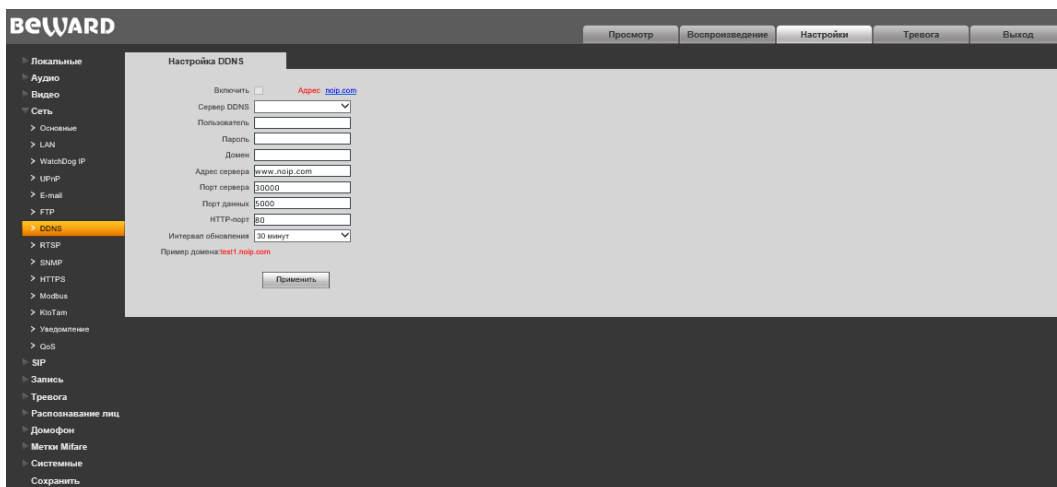 BEWARD
Просмотр
Воспроизведение
Настройки
Тревога
Выход
Локальные
Аудио
Видео
Сеть
Основные
LAN
WatchDog IP
UPnP
E-mail
FTP
DDNS
RTSP
SNMP
HTTPS
Modbus
KtoTam
Уведомление
QoS
SIP
Запись
Тревога
Распознавание лиц
Домофон
Метки Mifare
Системные
Сохранить
Настройка DDNS
Включить Адрес noip.com
Сервер DDNS
Пользователь
Пароль
Домен
Адрес сервера www.noip.com
Порт сервера 30000
Порт данных 5000
HTTP-порт 80
Интервал обновления 30 минут
Пример домена:test1.noip.com
Применить